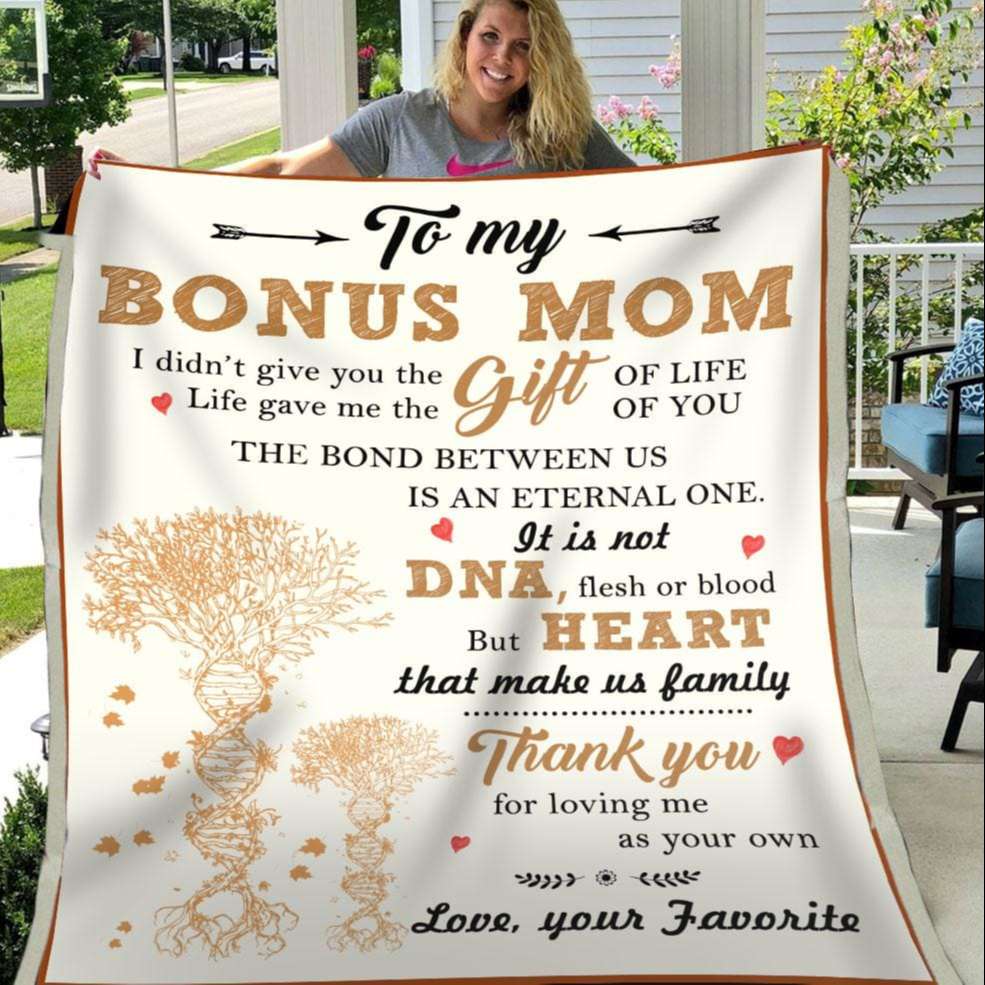 To my
BONUS MOM
I didn't give you the Gift OF LIFE
Life gave me the OF YOU
THE BOND BETWEEN US
IS AN ETERNAL ONE.
It is not
DNA, flesh or blood
But HEART
that make us family
Thank you
for loving me
as your own
Love, your Favorite